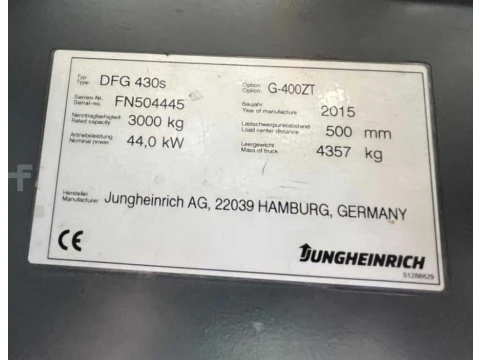 Typ
Type DFG 430s Option
Option G-400ZT
Serien-Nr.
Serial-no. FN504445 Baujahr
Year of manufacture 2015
Nenntragfähigkeit
Rated capacity 3000 kg Lastschwerpunktabstand
Load center distance 500 mm
Antriebsleistung
Nominal power 44,0 kW Leergewicht
Mass of truck 4357 kg
Hersteller
Manufacturer Jungheinrich AG, 22039 HAMBURG, GERMANY
CE JUNGHEINRICH
51288829